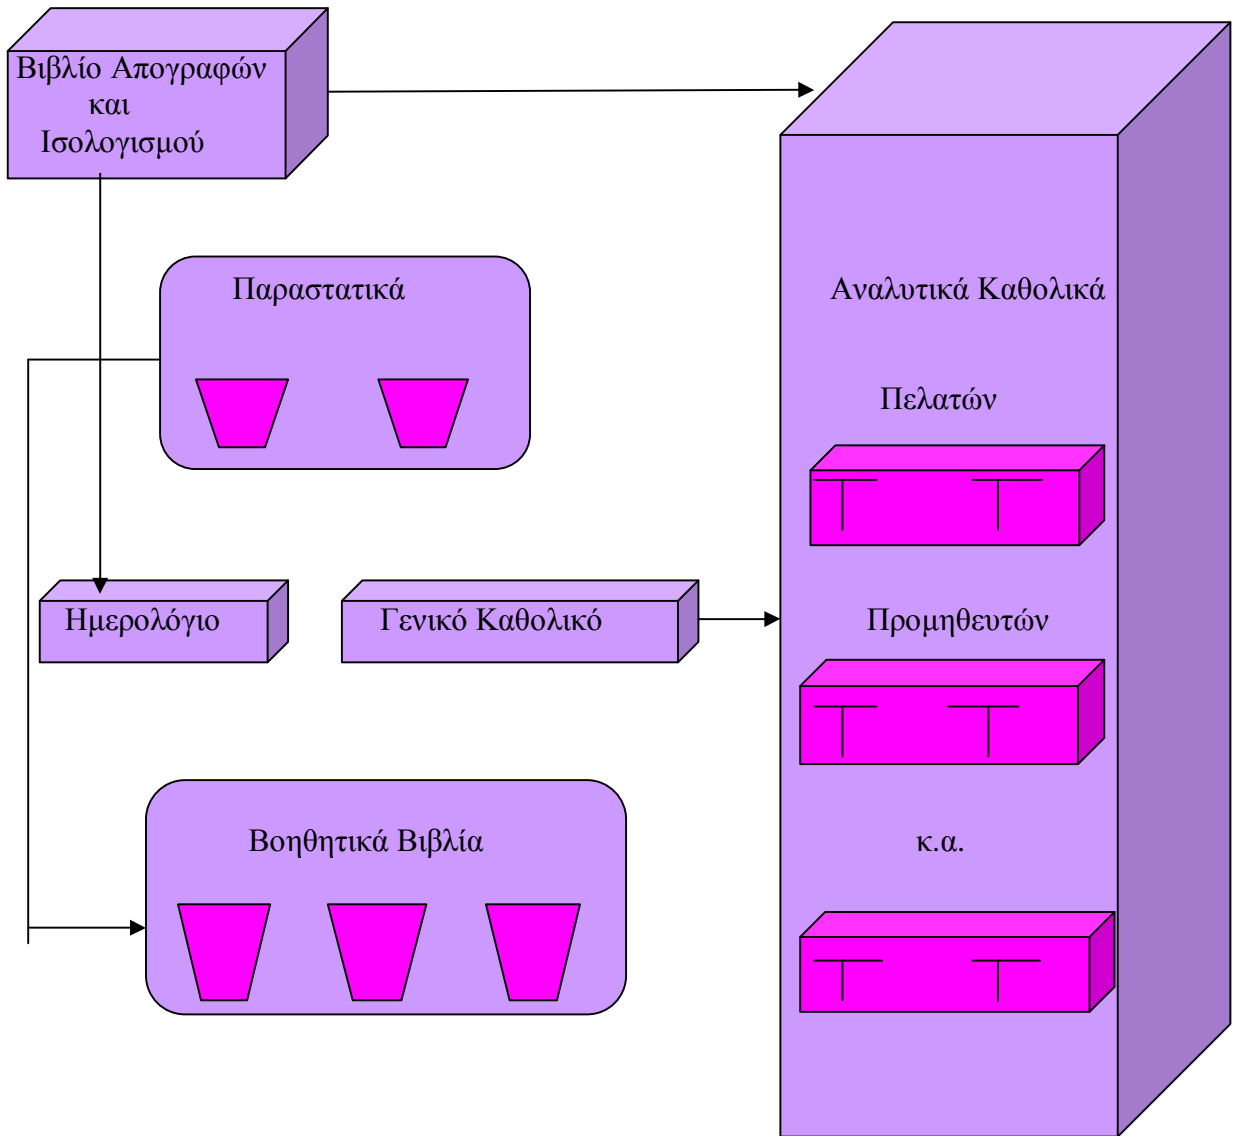 Βιβλίο Απογραφών
και
Ισολογισμού
Παραστατικά
Αναλυτικά Καθολικά
Πελατών
Ημερολόγιο
Γενικό Καθολικό
Προμηθευτών
Βοηθητικά Βιβλία
κ.α.